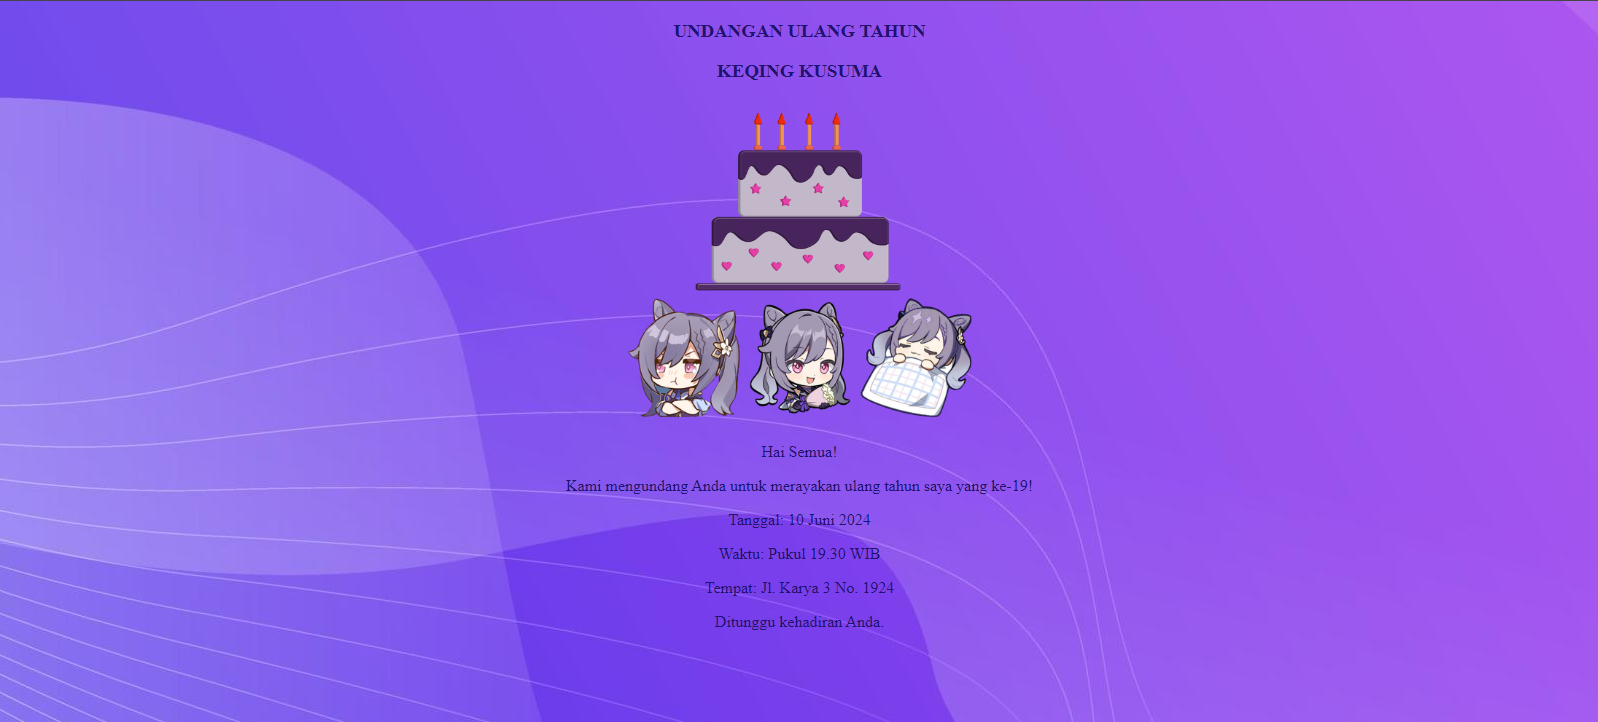 UNDANGAN ULANG TAHUN
KEQING KUSUMA
Hai Semua!
Kami mengundang Anda untuk merayakan ulang tahun saya yang ke-19!
Tanggal: 10 Juni 2024
Waktu: Pukul 19.30 WIB
Tempat: Jl. Karya 3 No. 1924
Ditunggu kehadiran Anda.